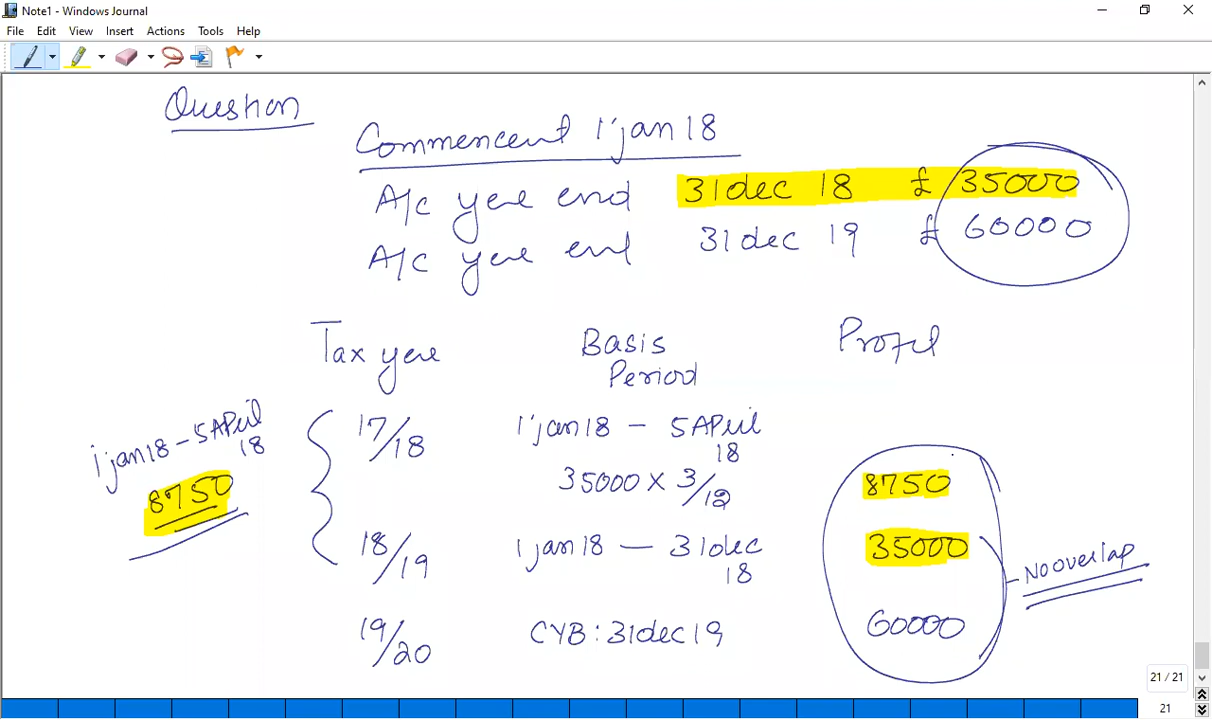 Note1 - Windows Journal
File Edit View Insert Actions Tools Help
Question
Commencent 1 jan 18
A/c yere end 31 dec 18 £ 35000
A/c yere end 31 dec 19 £ 60000
Tax yere Basis Period Profit
1 jan 18 - 5 APril 18
8750
17/18 1 jan 18 - 5 APril 18
35000 x 3/12 8750
18/19 1 jan 18 - 31 dec 18 35000
No overlap
19/20 CYB : 31 dec 19 60000
21 / 21
21